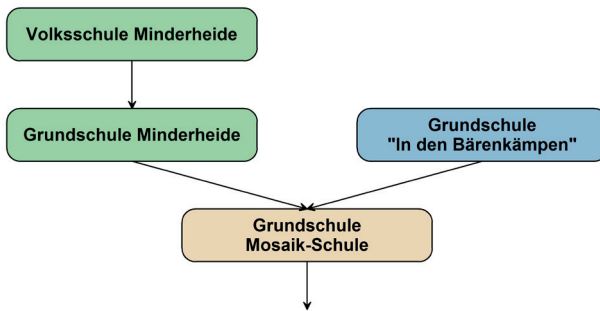 Volksschule Minderheide
Grundschule Minderheide
Grundschule
"In den Bärenkämpen"
Grundschule
Mosaik-Schule